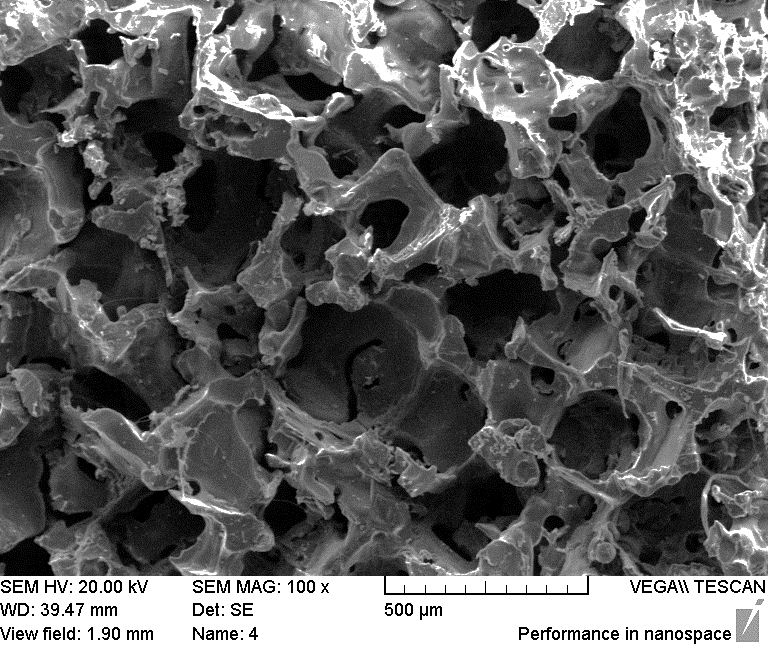 SEM HV: 20.00 kV SEM MAG: 100 x VEGA\\ TESCAN
WD: 39.47 mm Det: SE 500 µm
View field: 1.90 mm Name: 4 Performance in nanospace